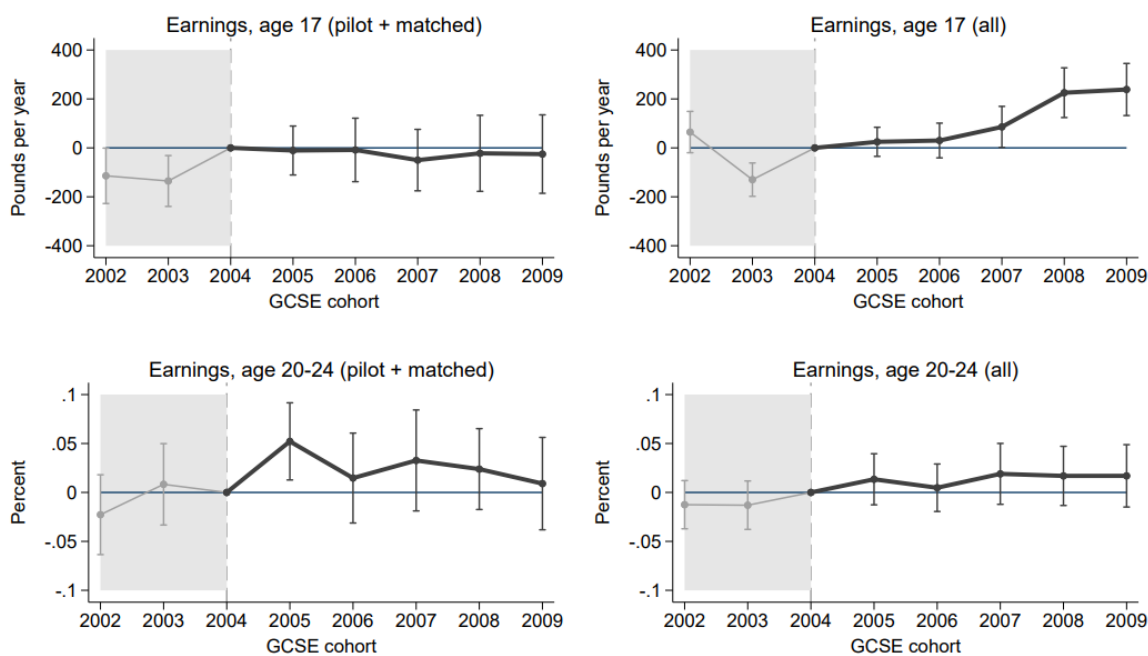 Earnings, age 17 (pilot + matched)
400
200
0
-200
-400
Pounds per year
2002 2003 2004 2005 2006 2007 2008 2009
GCSE cohort
Earnings, age 17 (all)
400
200
0
-200
-400
Pounds per year
2002 2003 2004 2005 2006 2007 2008 2009
GCSE cohort
Earnings, age 20-24 (pilot + matched)
.1
.05
0
-.05
-.1
Percent
2002 2003 2004 2005 2006 2007 2008 2009
GCSE cohort
Earnings, age 20-24 (all)
.1
.05
0
-.05
-.1
Percent
2002 2003 2004 2005 2006 2007 2008 2009
GCSE cohort